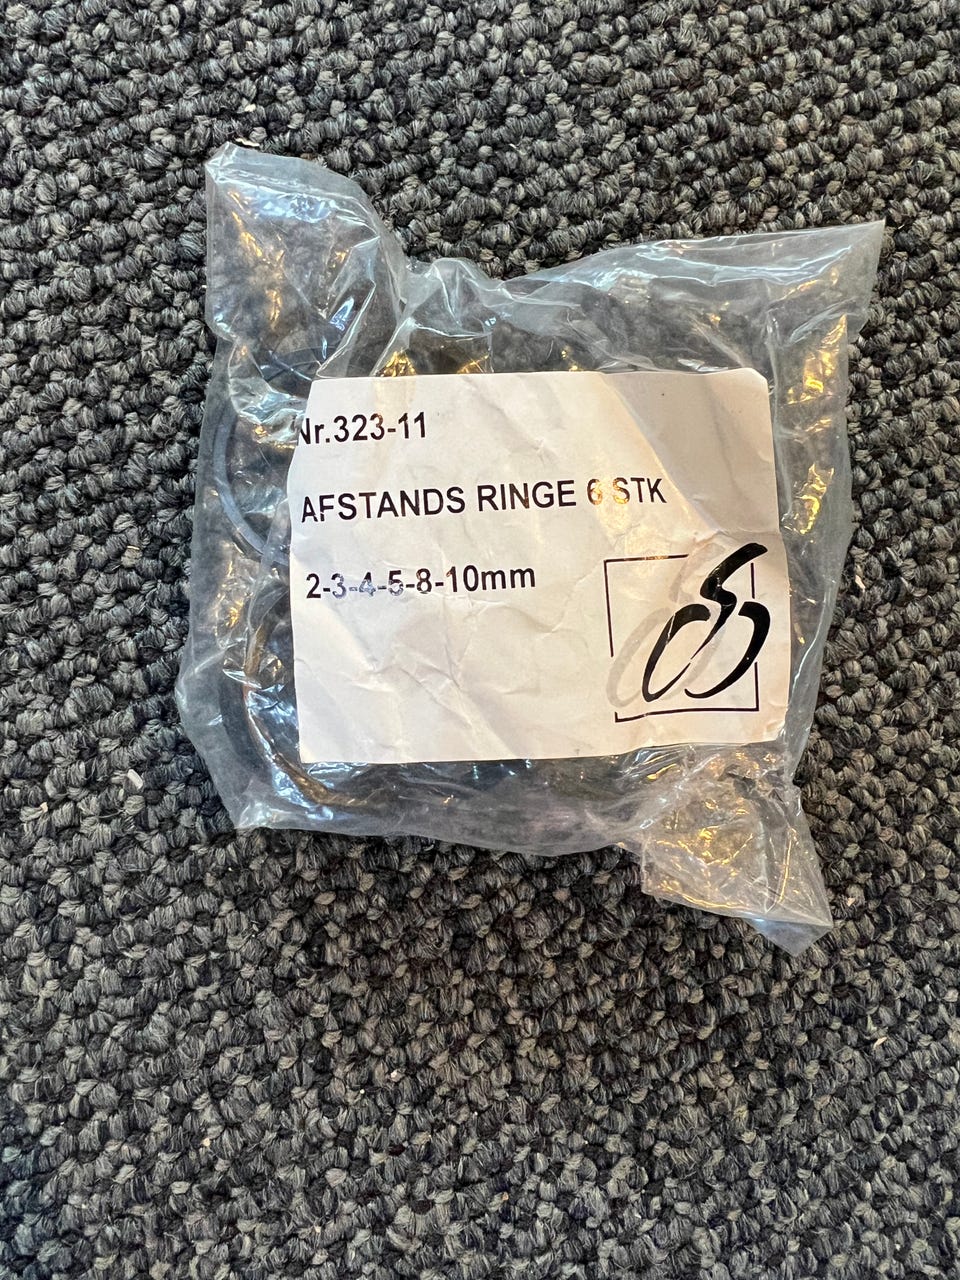 Nr.323-11
AFSTANDS RINGE 6 STK
2-3-4-5-8-10mm